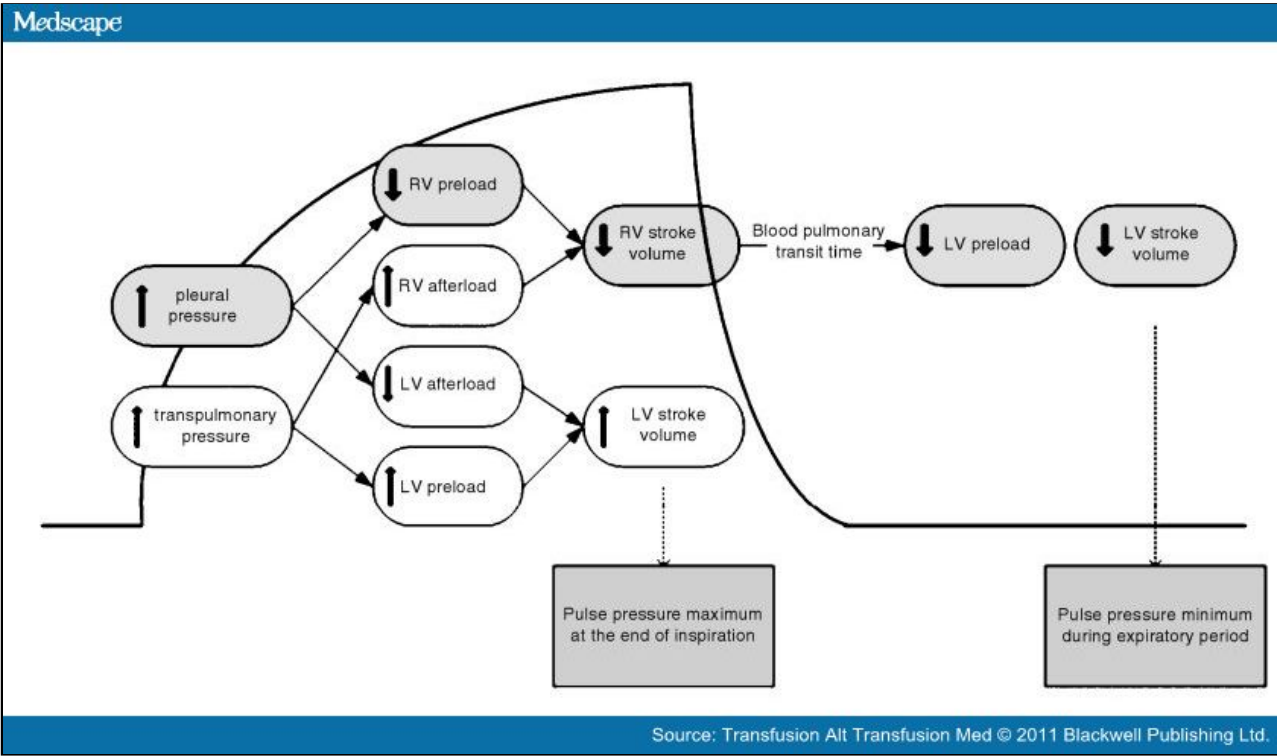 Medscape
RV preload
RV stroke
volume
Blood pulmonary
transit time
LV preload
LV stroke
volume
pleural
pressure
RV afterload
LV afterload
transpulmonary
pressure
LV stroke
volume
LV preload
Pulse pressure maximum
at the end of inspiration
Pulse pressure minimum
during expiratory period
Source: Transfusion Alt Transfusion Med © 2011 Blackwell Publishing Ltd.